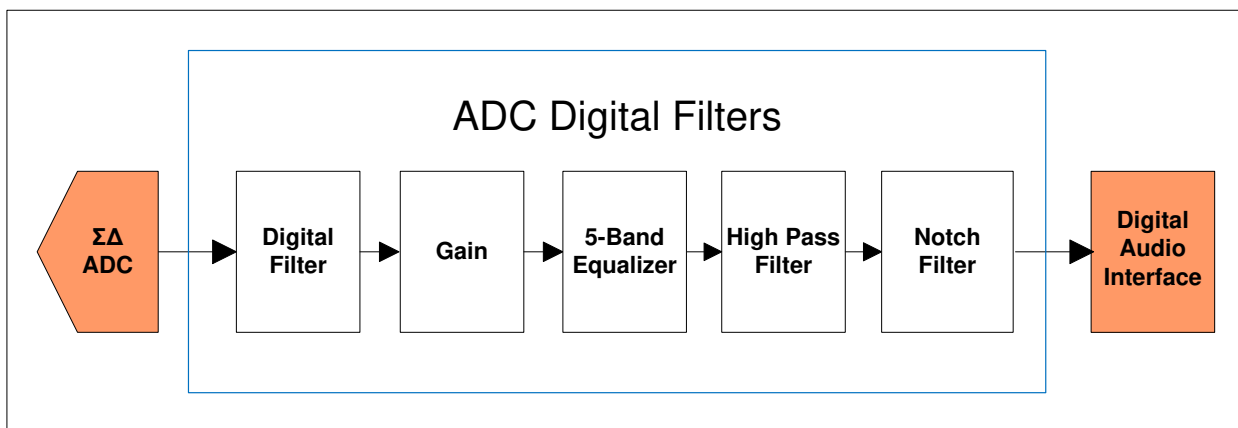 ADC Digital Filters
ΣΔ
ADC
Digital
Filter
Gain
5-Band
Equalizer
High Pass
Filter
Notch
Filter
Digital
Audio
Interface